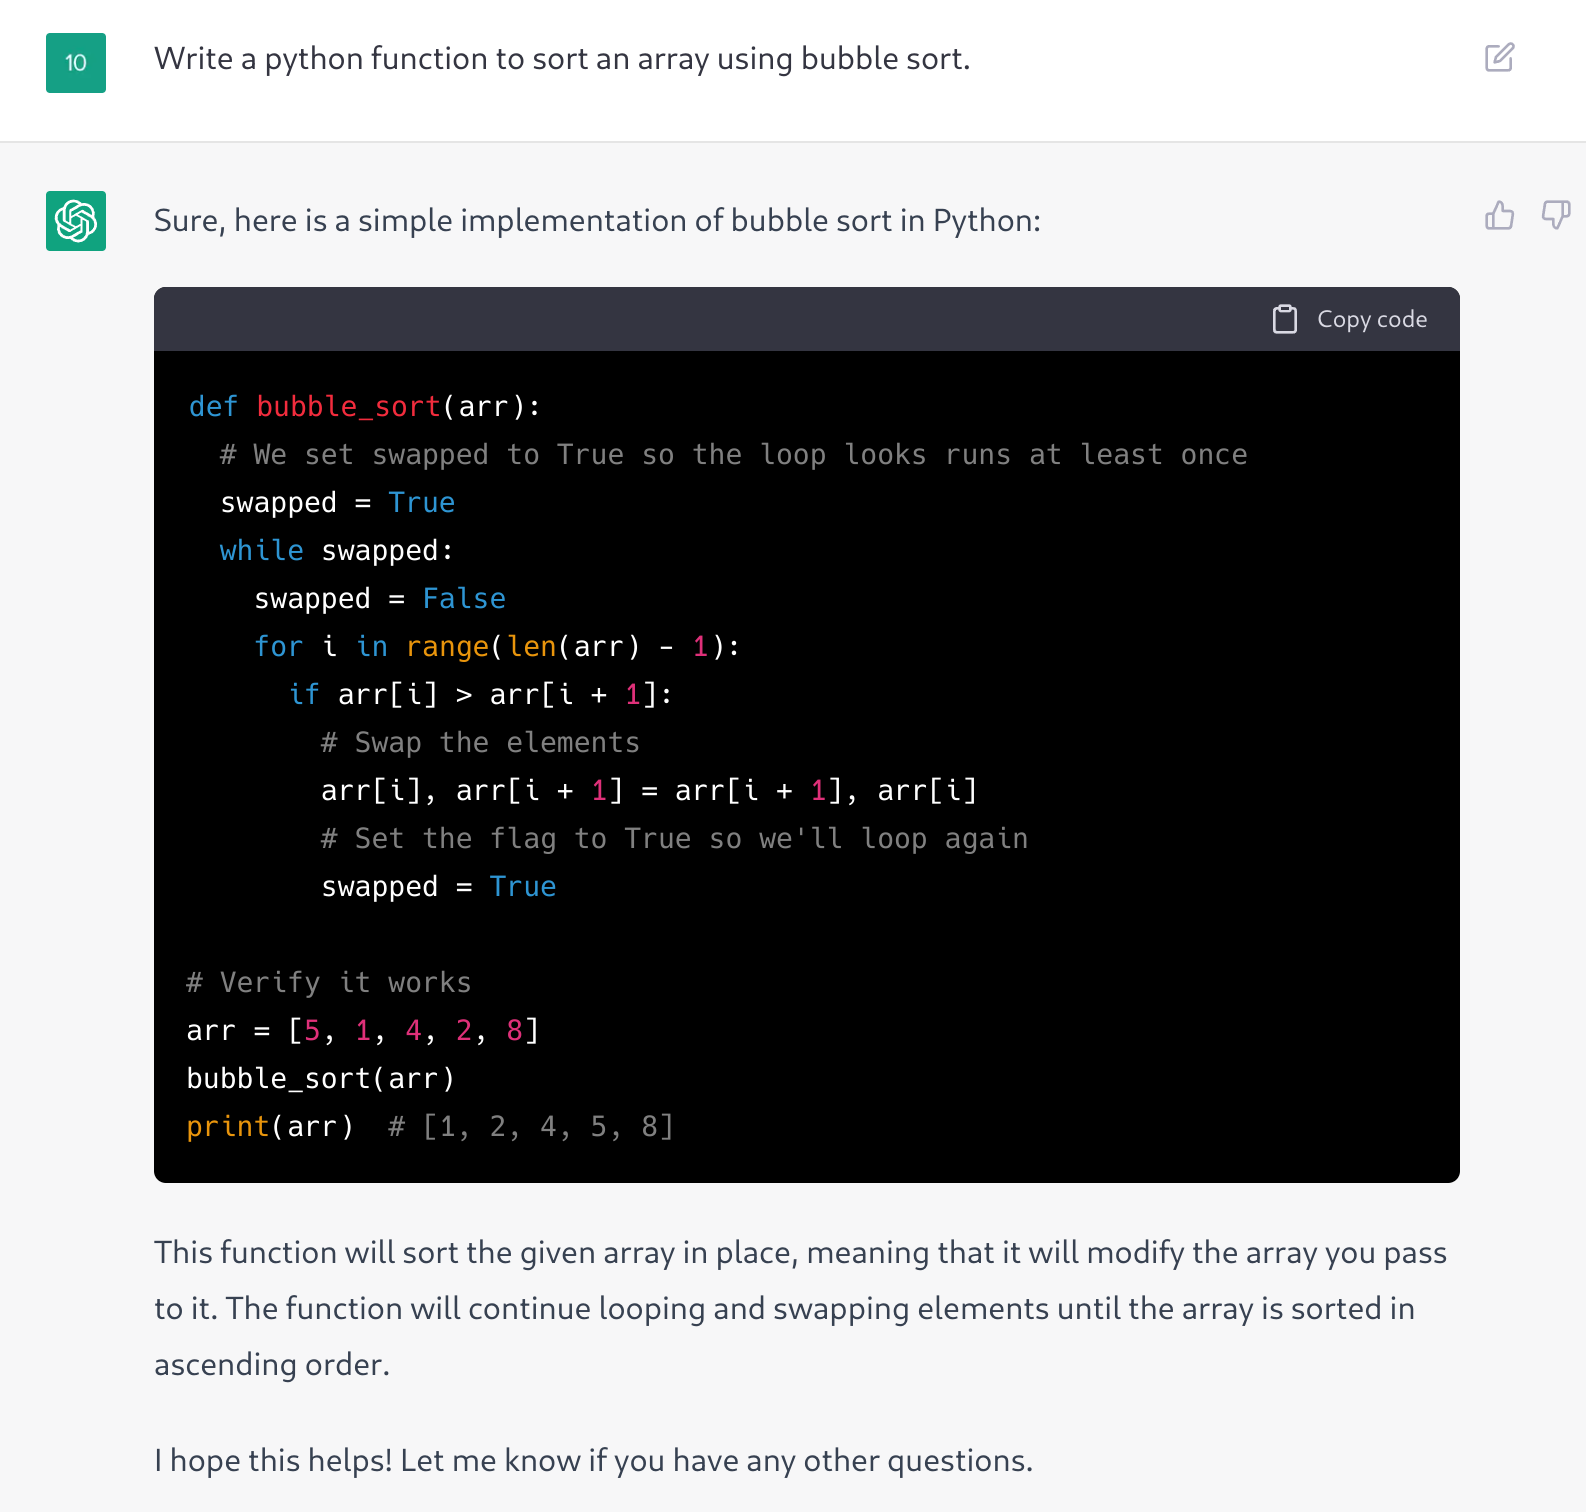 10
Write a python function to sort an array using bubble sort.
Sure, here is a simple implementation of bubble sort in Python:
Copy code
def bubble_sort(arr):
  # We set swapped to True so the loop looks runs at least once
  swapped = True
  while swapped:
    swapped = False
    for i in range(len(arr) - 1):
      if arr[i] > arr[i + 1]:
        # Swap the elements
        arr[i], arr[i + 1] = arr[i + 1], arr[i]
        # Set the flag to True so we'll loop again
        swapped = True
# Verify it works
arr = [5, 1, 4, 2, 8]
bubble_sort(arr)
print(arr)  # [1, 2, 4, 5, 8]
This function will sort the given array in place, meaning that it will modify the array you pass
to it. The function will continue looping and swapping elements until the array is sorted in
ascending order.
I hope this helps! Let me know if you have any other questions.